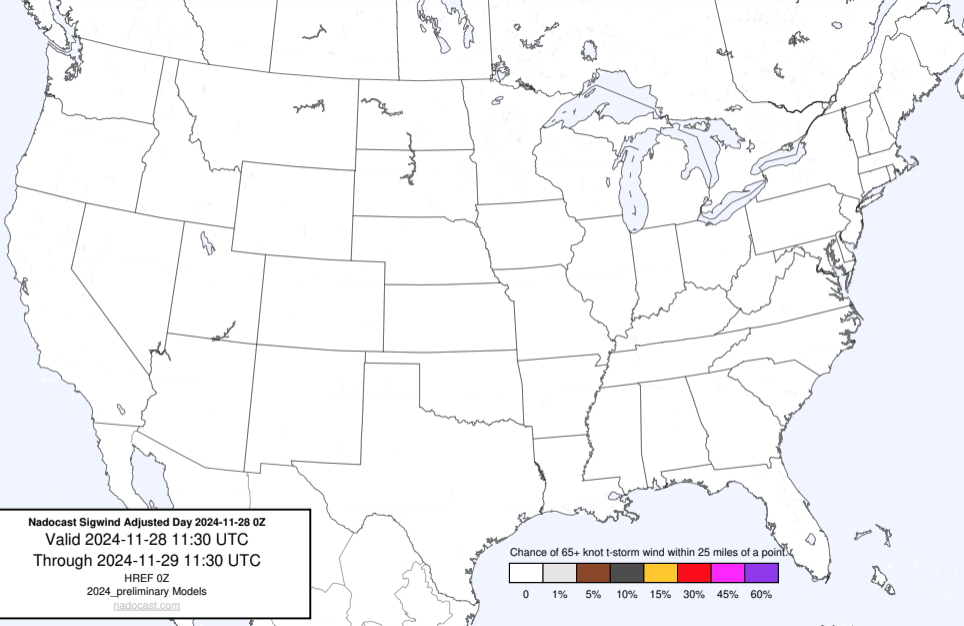 Nadocast Sigwind Adjusted Day 2024-11-28 0Z
Valid 2024-11-28 11:30 UTC
Through 2024-11-29 11:30 UTC
HREF 0Z
2024_preliminary Models
nadocast.com
Chance of 65+ knot t-storm wind within 25 miles of a point.
0 1% 5% 10% 15% 30% 45% 60%